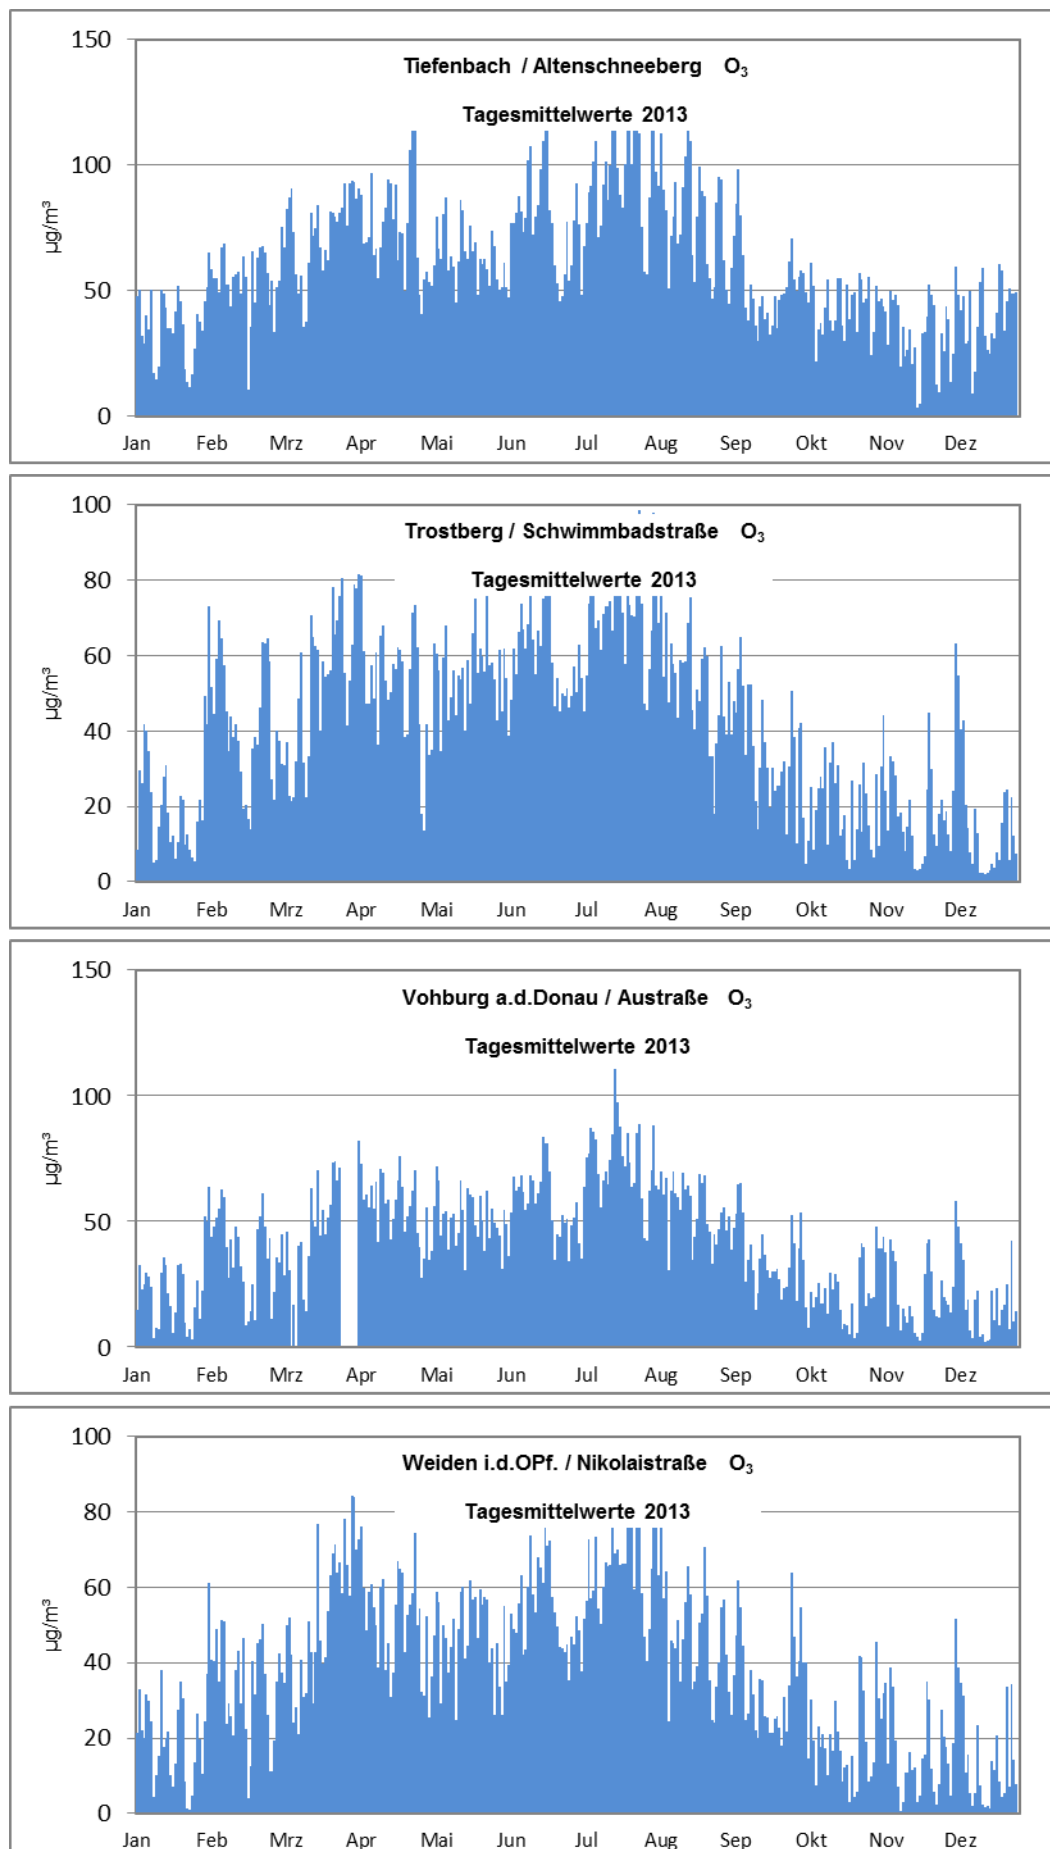 150
Tiefenbach / Altenschneeberg O₃
Tagesmittelwerte 2013
100
µg/m³
50
0
Jan Feb Mrz Apr Mai Jun Jul Aug Sep Okt Nov Dez
100
Trostberg / Schwimmbadstraße O₃
80
Tagesmittelwerte 2013
60
µg/m³
40
20
0
Jan Feb Mrz Apr Mai Jun Jul Aug Sep Okt Nov Dez
150
Vohburg a.d.Donau / Austraße O₃
Tagesmittelwerte 2013
100
µg/m³
50
0
Jan Feb Mrz Apr Mai Jun Jul Aug Sep Okt Nov Dez
100
Weiden i.d.OPf. / Nikolaistraße O₃
80
Tagesmittelwerte 2013
60
µg/m³
40
20
0
Jan Feb Mrz Apr Mai Jun Jul Aug Sep Okt Nov Dez